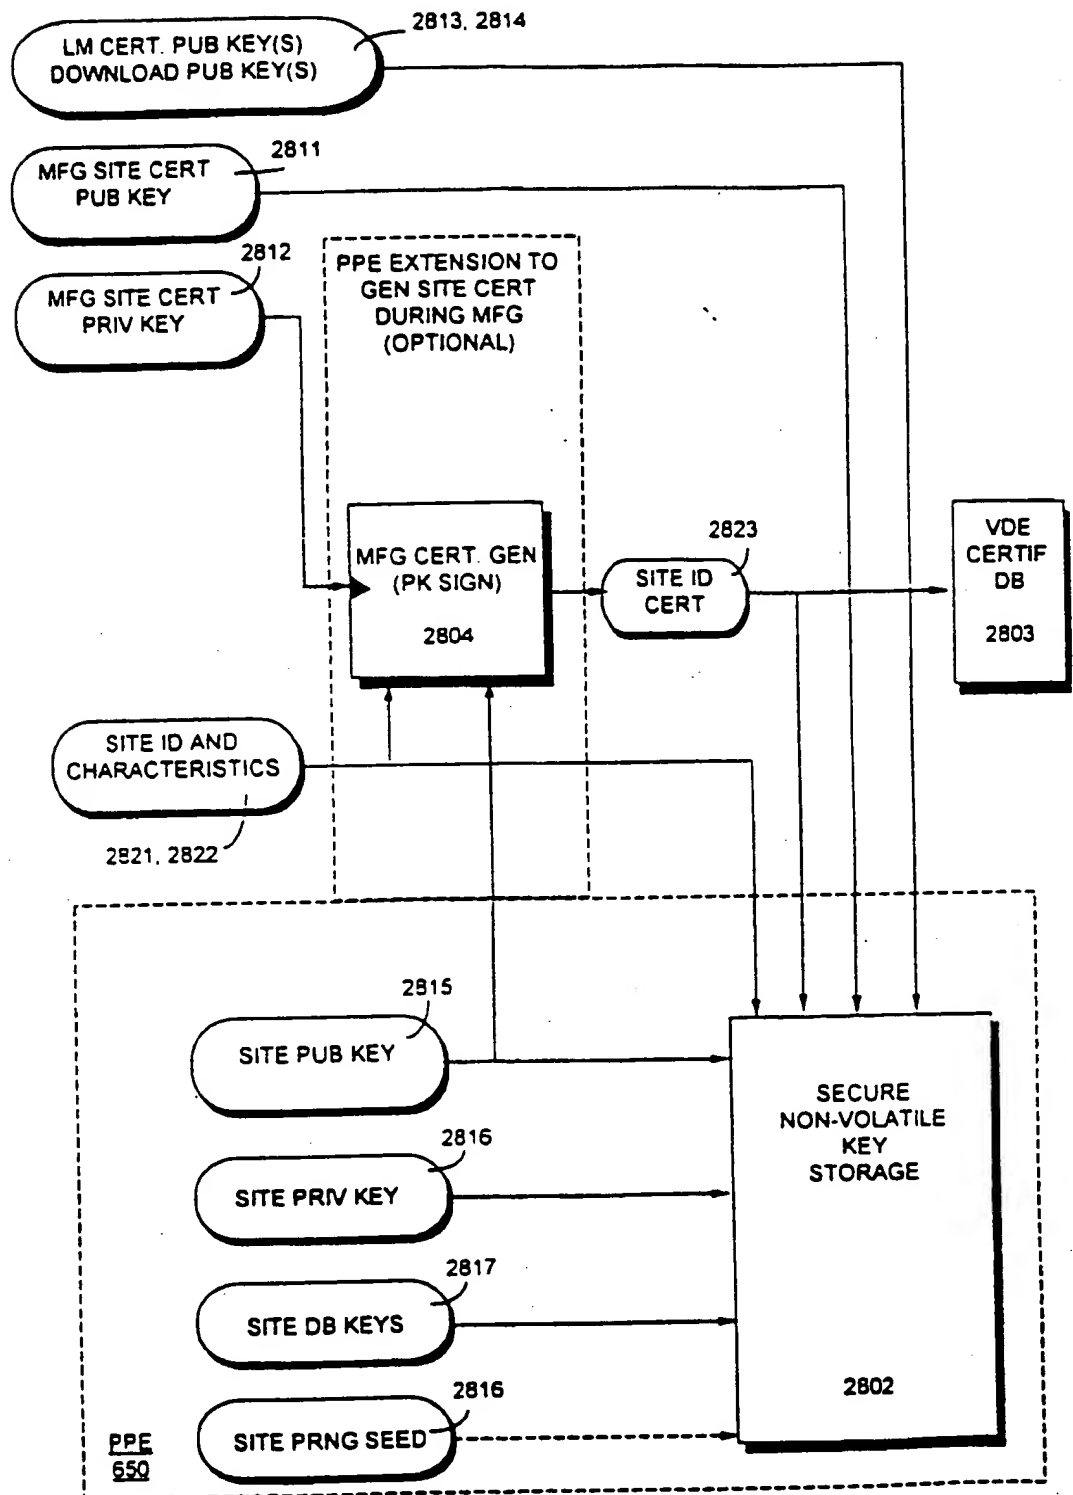 2813, 2814
LM CERT. PUB KEY(S)
DOWNLOAD PUB KEY(S)
2811
MFG SITE CERT
PUB KEY
2812
MFG SITE CERT
PRIV KEY
PPE EXTENSION TO
GEN SITE CERT
DURING MFG
(OPTIONAL)
MFG CERT. GEN
(PK SIGN)
2804
2823
SITE ID
CERT
VDE
CERTIF
DB
2803
SITE ID AND
CHARACTERISTICS
2821, 2822
2815
SITE PUB KEY
2816
SITE PRIV KEY
2817
SITE DB KEYS
2816
SITE PRNG SEED
SECURE
NON-VOLATILE
KEY
STORAGE
2802
PPE
650